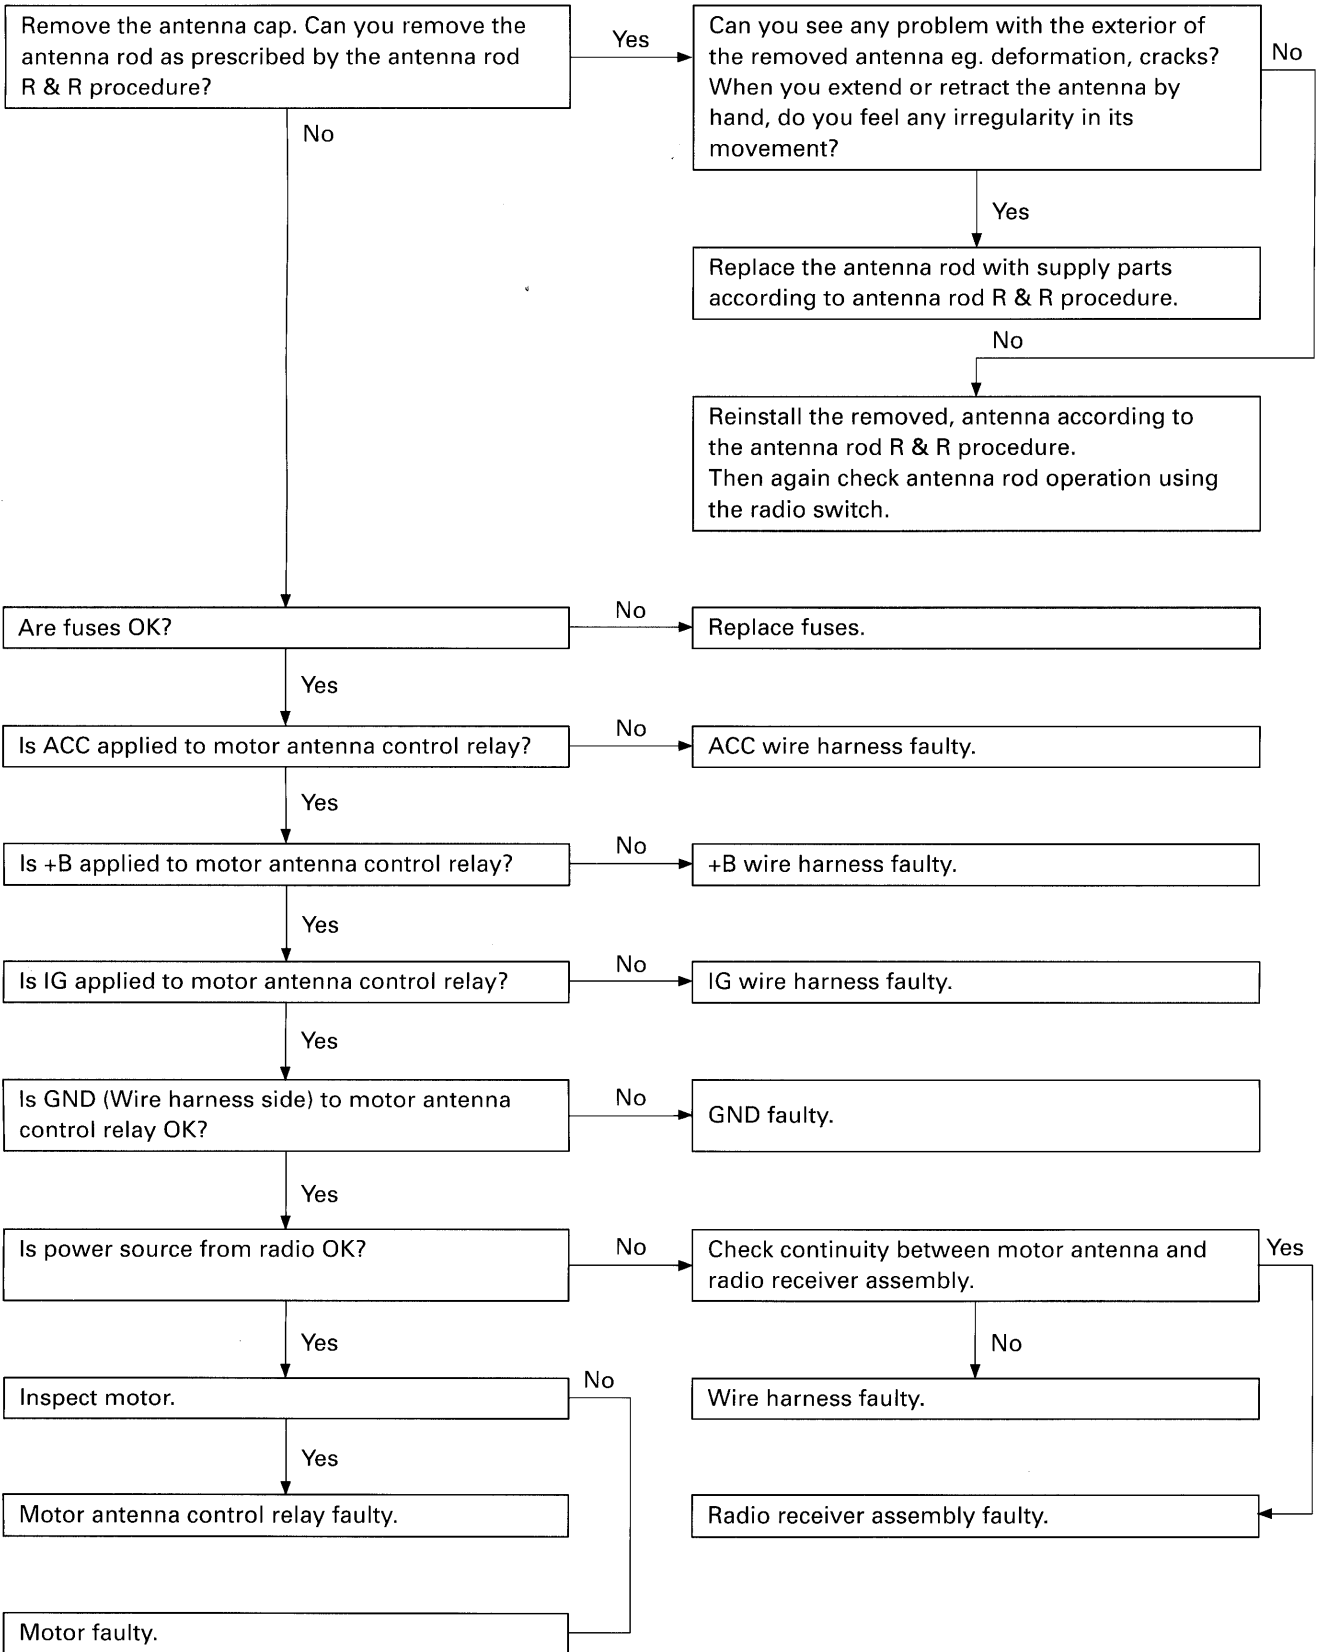 Remove the antenna cap. Can you remove the
antenna rod as prescribed by the antenna rod
R & R procedure?
Yes
Can you see any problem with the exterior of
the removed antenna eg. deformation, cracks?
When you extend or retract the antenna by
hand, do you feel any irregularity in its
movement?
No
No
Yes
Replace the antenna rod with supply parts
according to antenna rod R & R procedure.
No
Reinstall the removed, antenna according to
the antenna rod R & R procedure.
Then again check antenna rod operation using
the radio switch.
Are fuses OK?
No
Replace fuses.
Yes
Is ACC applied to motor antenna control relay?
No
ACC wire harness faulty.
Yes
Is +B applied to motor antenna control relay?
No
+B wire harness faulty.
Yes
Is IG applied to motor antenna control relay?
No
IG wire harness faulty.
Yes
Is GND (Wire harness side) to motor antenna
control relay OK?
No
GND faulty.
Yes
Is power source from radio OK?
No
Check continuity between motor antenna and
radio receiver assembly.
Yes
Yes
No
Inspect motor.
No
Wire harness faulty.
Yes
Motor antenna control relay faulty.
Radio receiver assembly faulty.
Motor faulty.